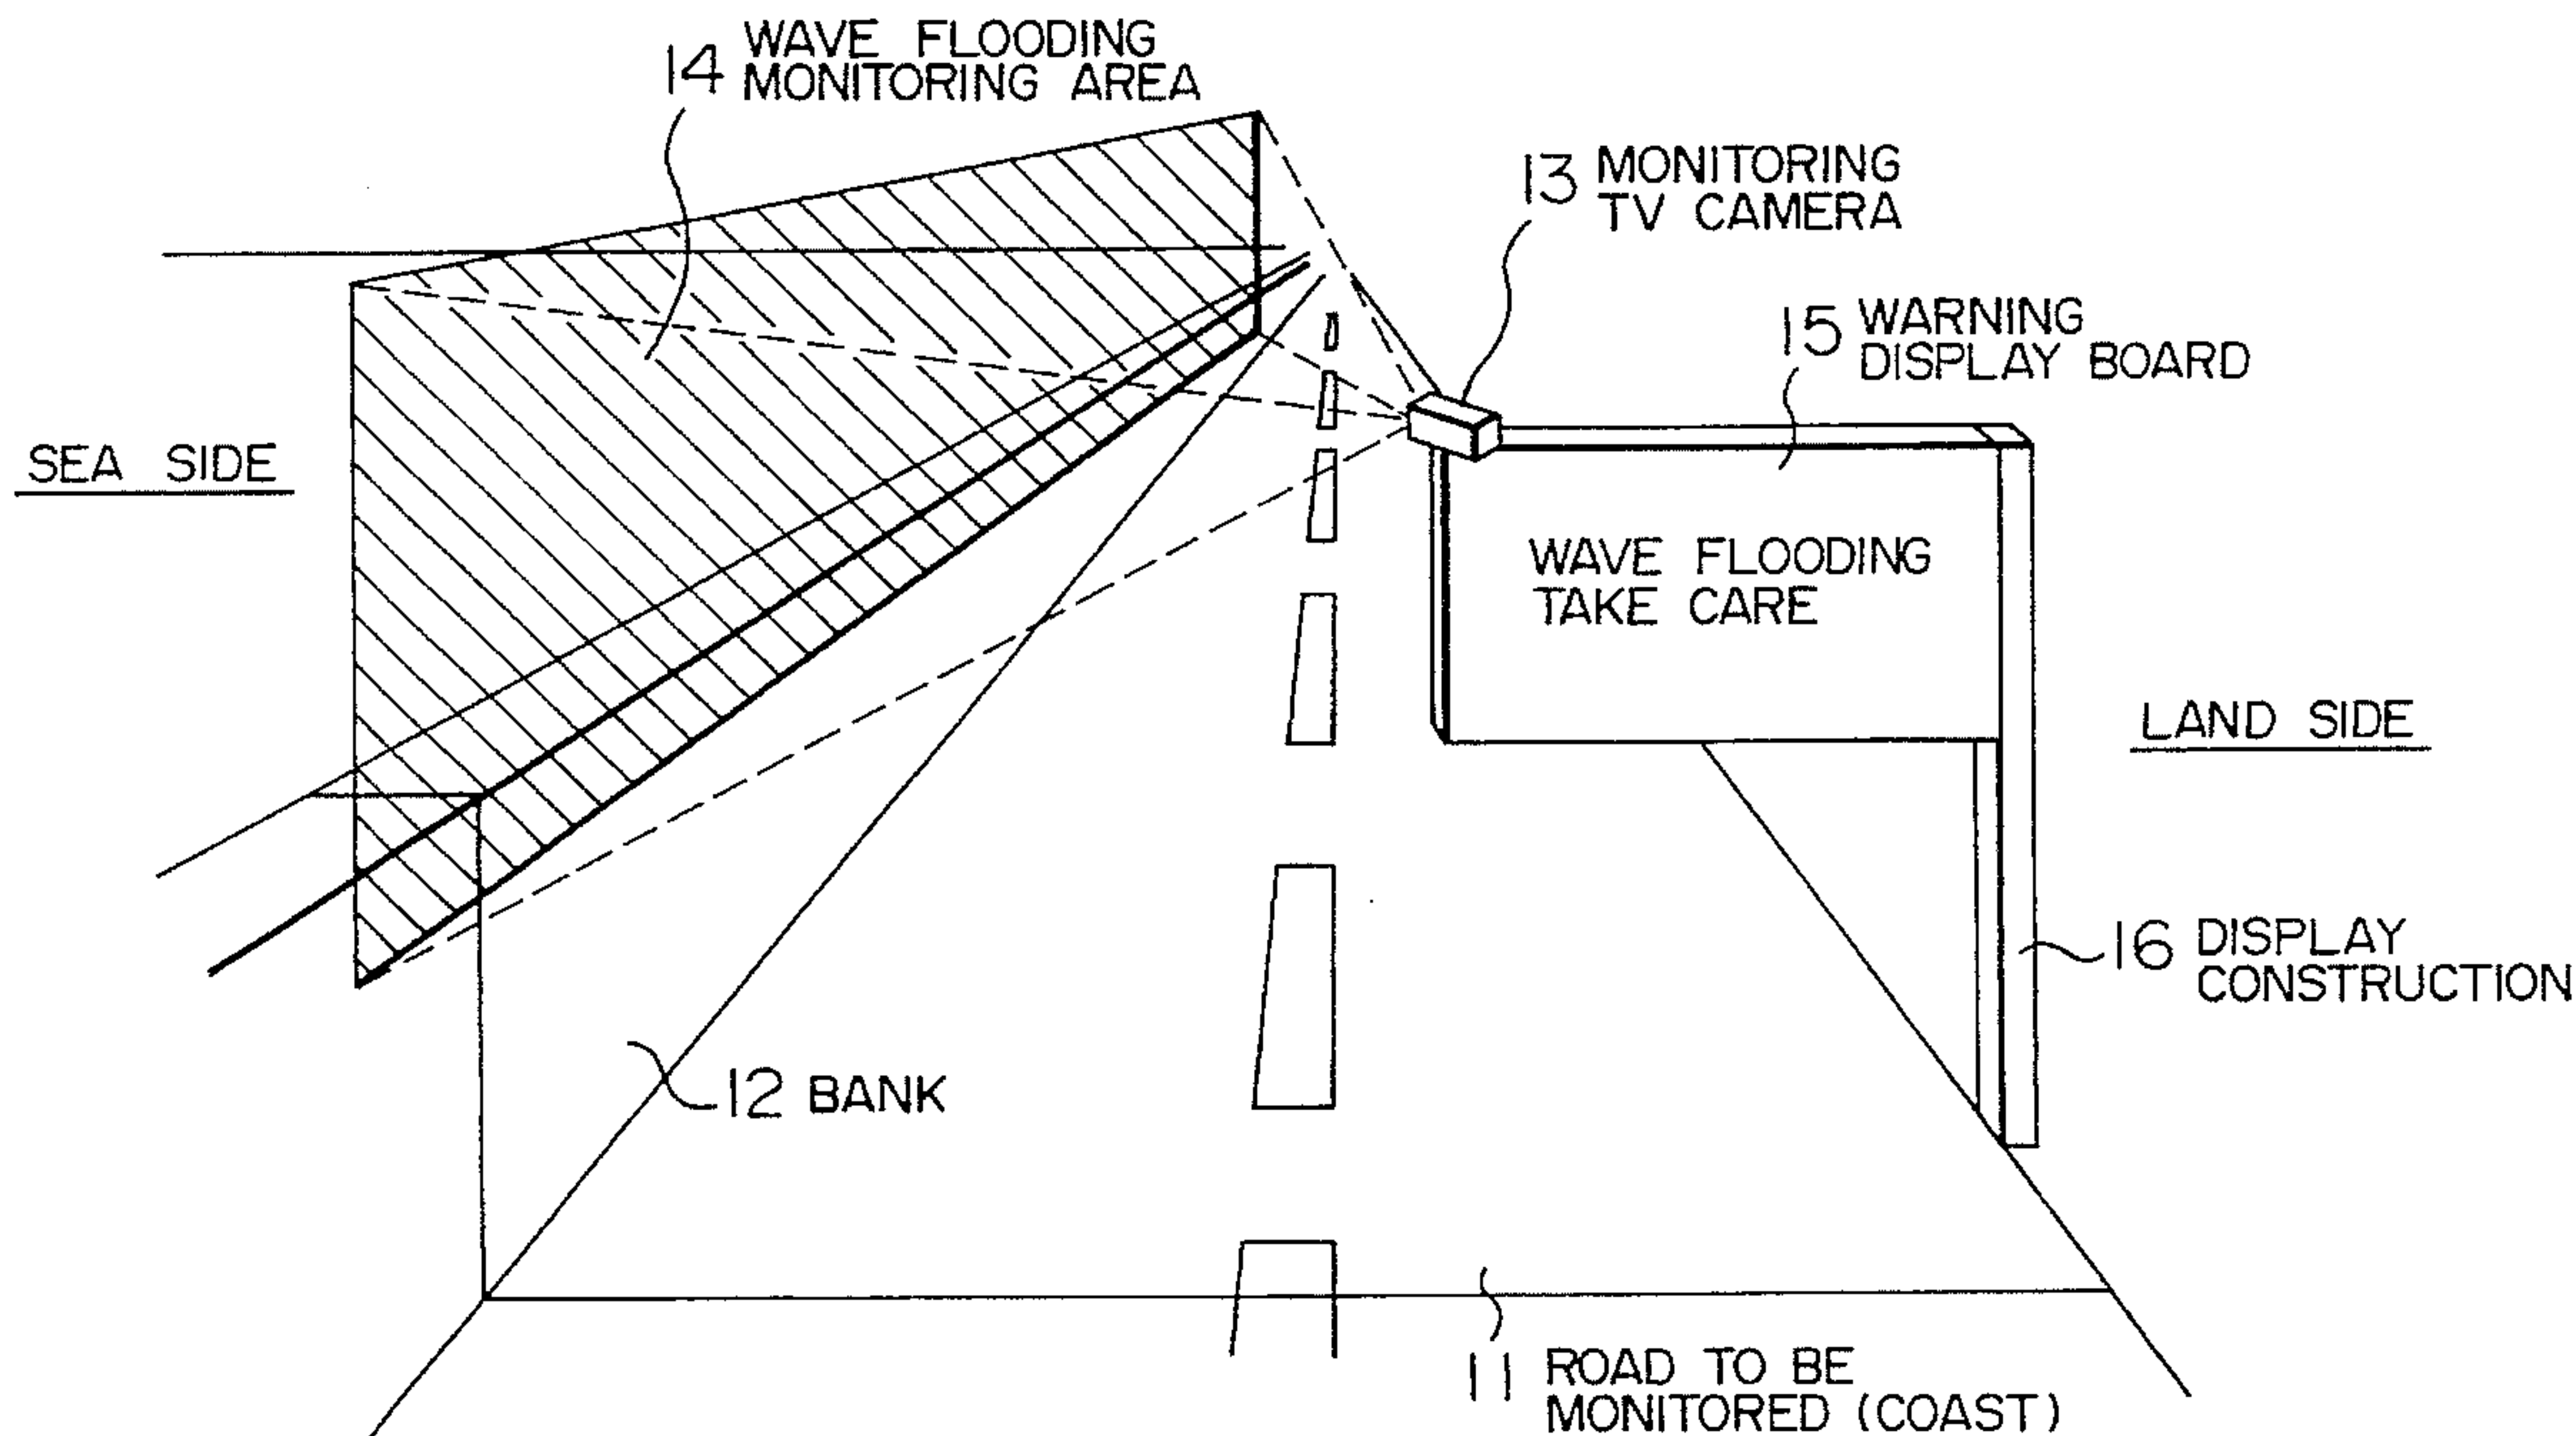 14 WAVE FLOODING
MONITORING AREA
13 MONITORING
TV CAMERA
15 WARNING
DISPLAY BOARD
SEA SIDE
WAVE FLOODING
TAKE CARE
LAND SIDE
16 DISPLAY
CONSTRUCTION
12 BANK
11 ROAD TO BE
MONITORED (COAST)